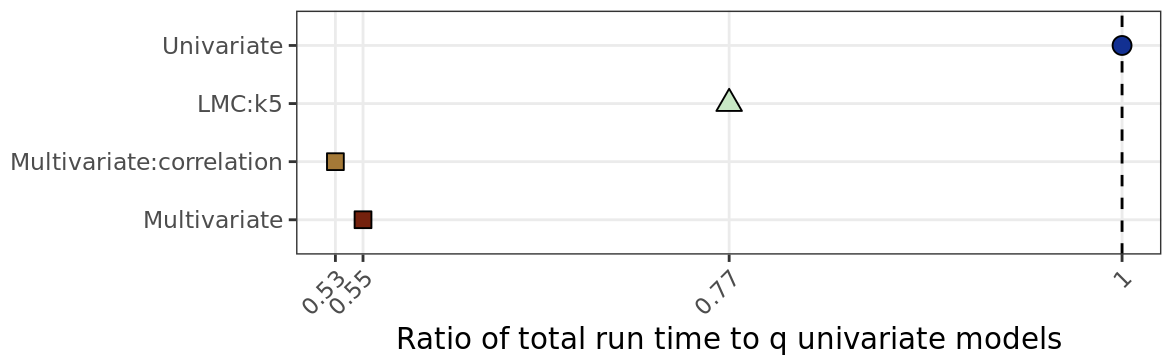 Univariate
LMC:k5
Multivariate:correlation
Multivariate
0.53
0.55
0.77
1
Ratio of total run time to q univariate models